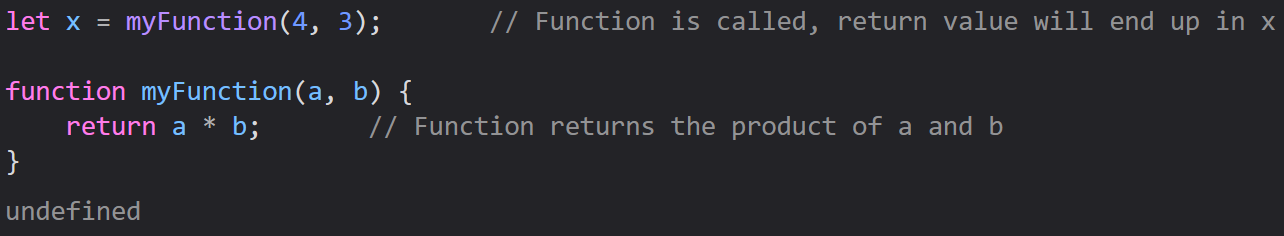 let x = myFunction(4, 3);       // Function is called, return value will end up in x
function myFunction(a, b) {
    return a * b;       // Function returns the product of a and b
}
undefined